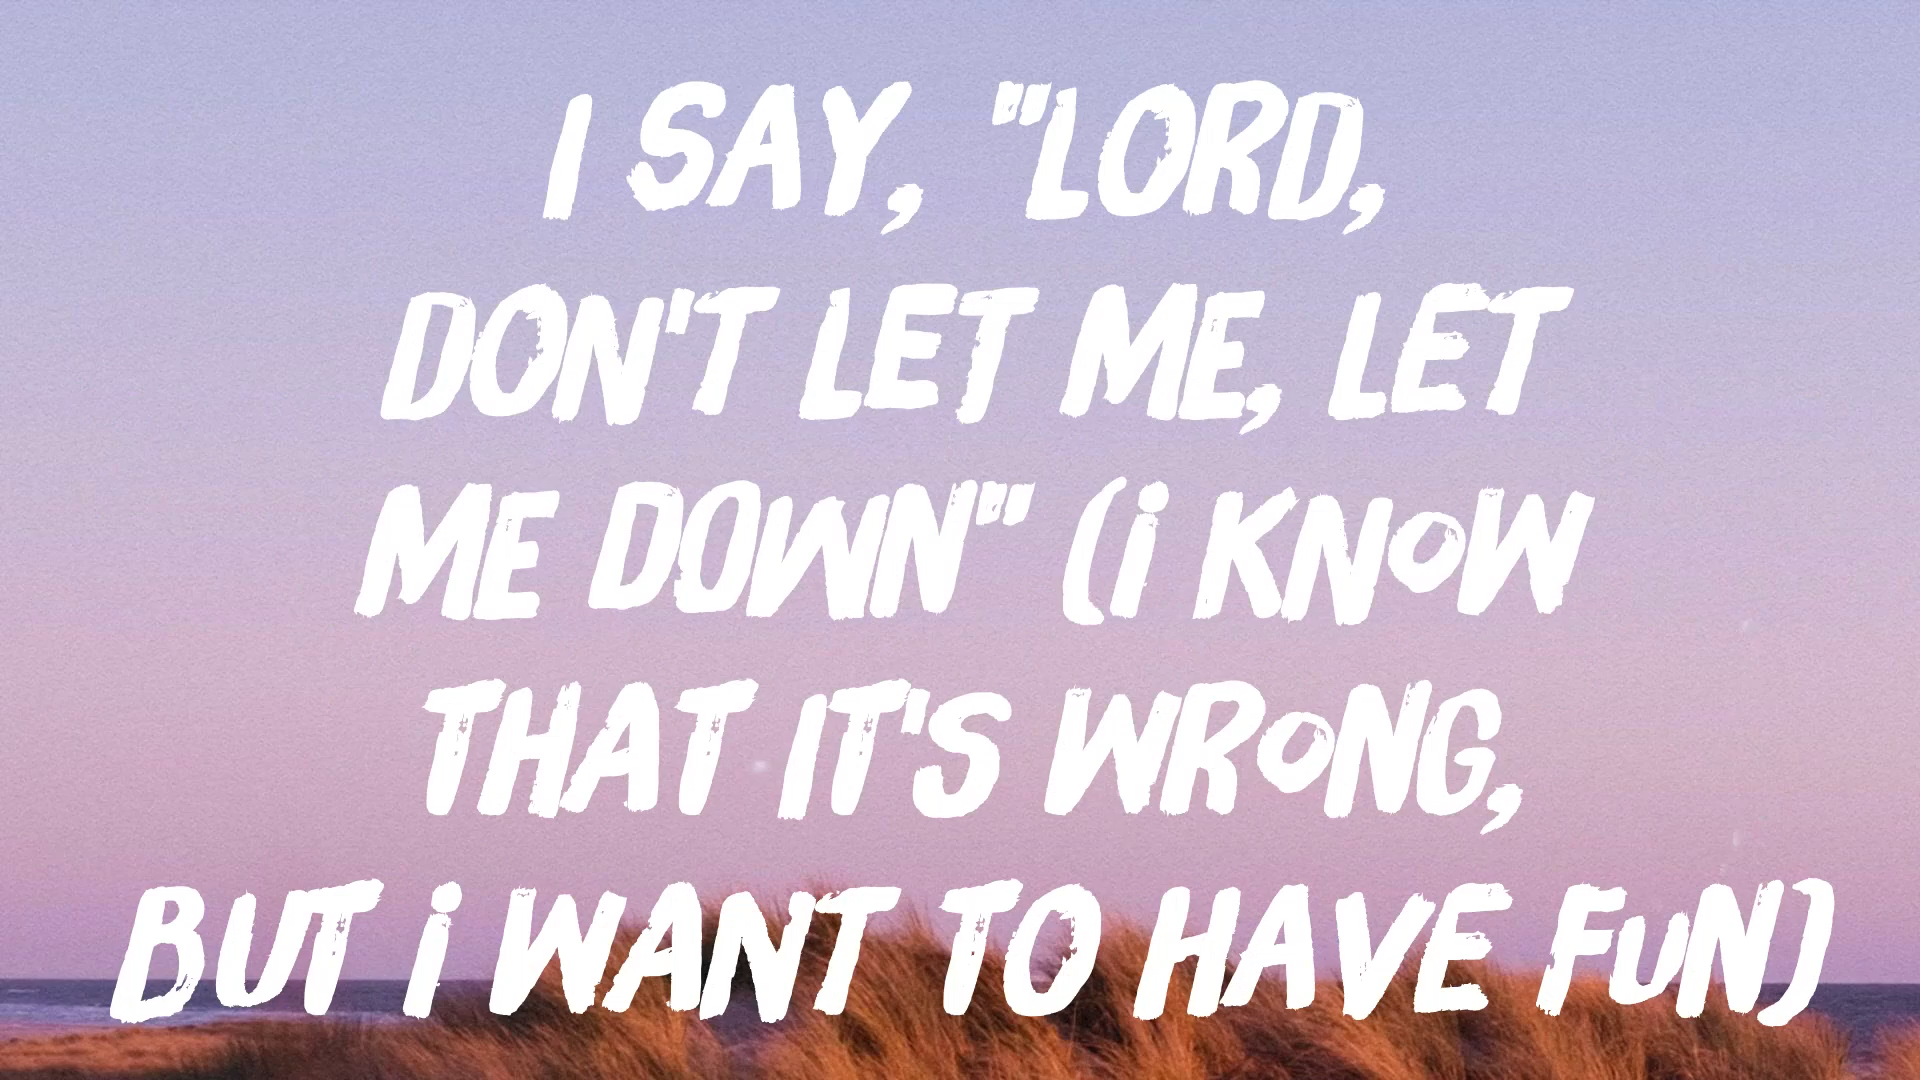 I SAY, "LORD,
DON'T LET ME, LET
ME DOWN" (i KNoW
THAT IT'S WRoNG,
BUT i WANT TO HAVE FuN)